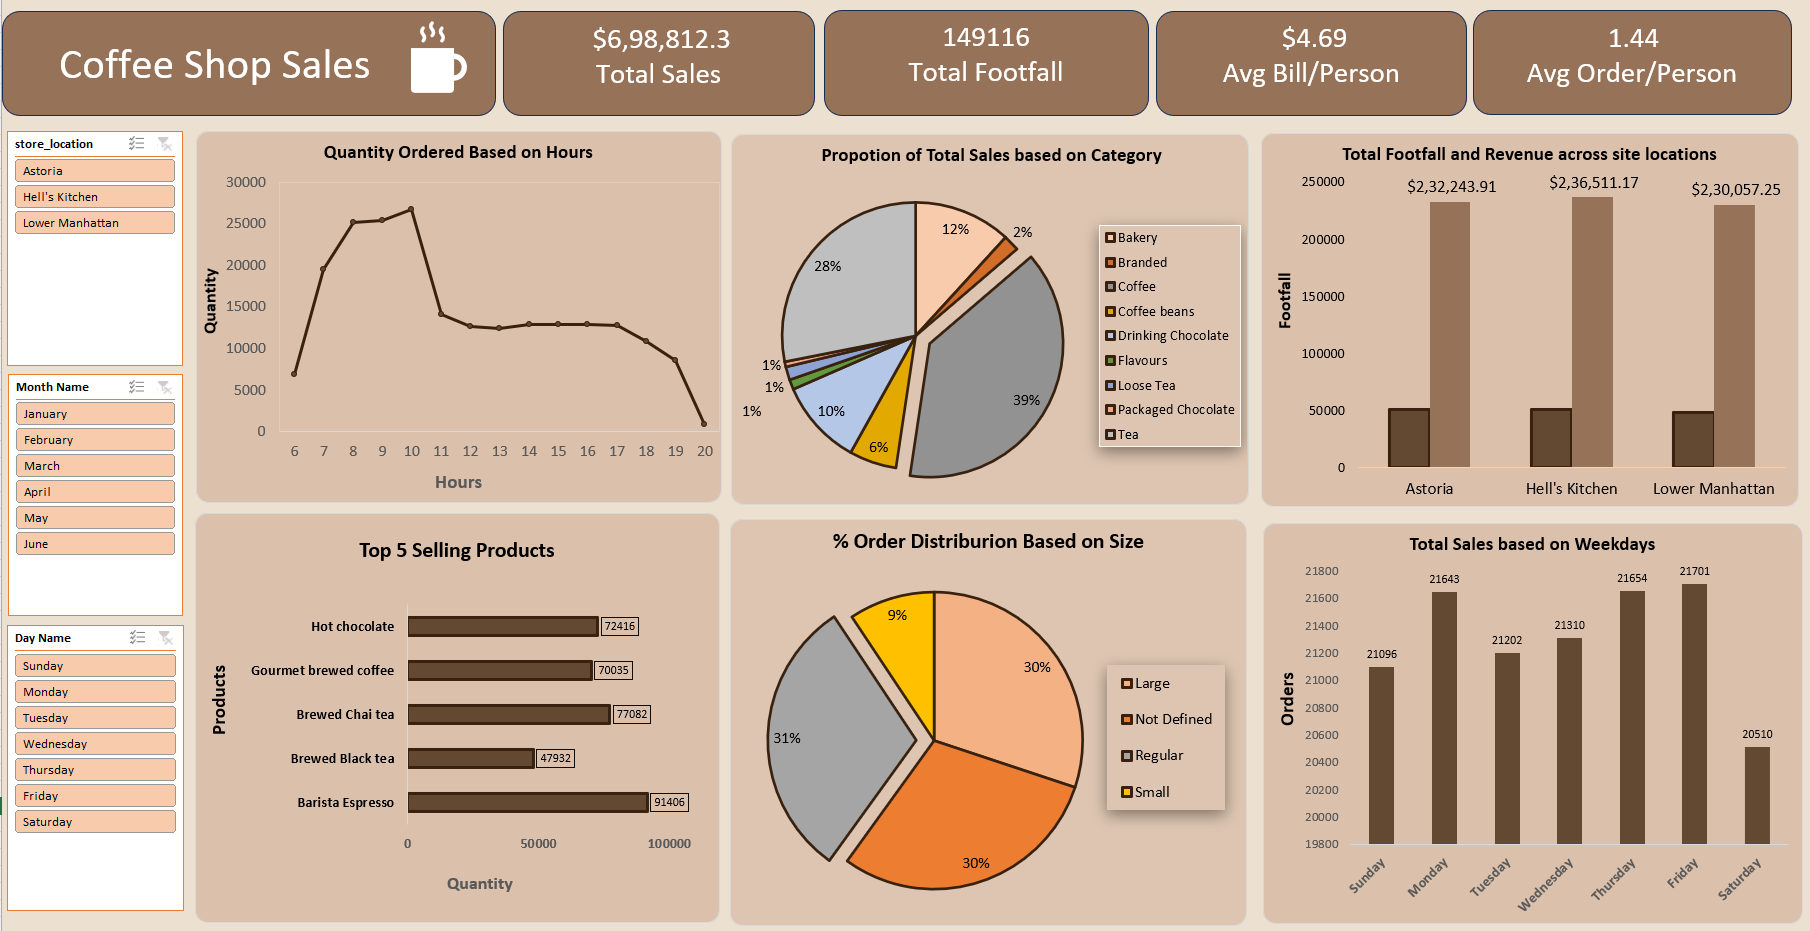 Coffee Shop Sales
$6,98,812.3
Total Sales
149116
Total Footfall
$4.69
Avg Bill/Person
1.44
Avg Order/Person
store_location
Astoria
Hell's Kitchen
Lower Manhattan
Month Name
January
February
March
April
May
June
Day Name
Sunday
Monday
Tuesday
Wednesday
Thursday
Friday
Saturday
Quantity Ordered Based on Hours
Quantity
30000
25000
20000
15000
10000
5000
0
6 7 8 9 10 11 12 13 14 15 16 17 18 19 20
Hours
Propotion of Total Sales based on Category
12%
2%
28%
39%
1%
1%
1%
10%
6%
Bakery
Branded
Coffee
Coffee beans
Drinking Chocolate
Flavours
Loose Tea
Packaged Chocolate
Tea
Total Footfall and Revenue across site locations
Footfall
250000
200000
150000
100000
50000
0
$2,32,243.91
$2,36,511.17
$2,30,057.25
Astoria
Hell's Kitchen
Lower Manhattan
Top 5 Selling Products
Products
Hot chocolate 72416
Gourmet brewed coffee 70035
Brewed Chai tea 77082
Brewed Black tea 47932
Barista Espresso 91406
0 50000 100000
Quantity
% Order Distriburion Based on Size
9%
30%
31%
30%
Large
Not Defined
Regular
Small
Total Sales based on Weekdays
Orders
21800
21600
21400
21200
21000
20800
20600
20400
20200
20000
19800
21096
21643
21202
21310
21654
21701
20510
Sunday
Monday
Tuesday
Wednesday
Thursday
Friday
Saturday